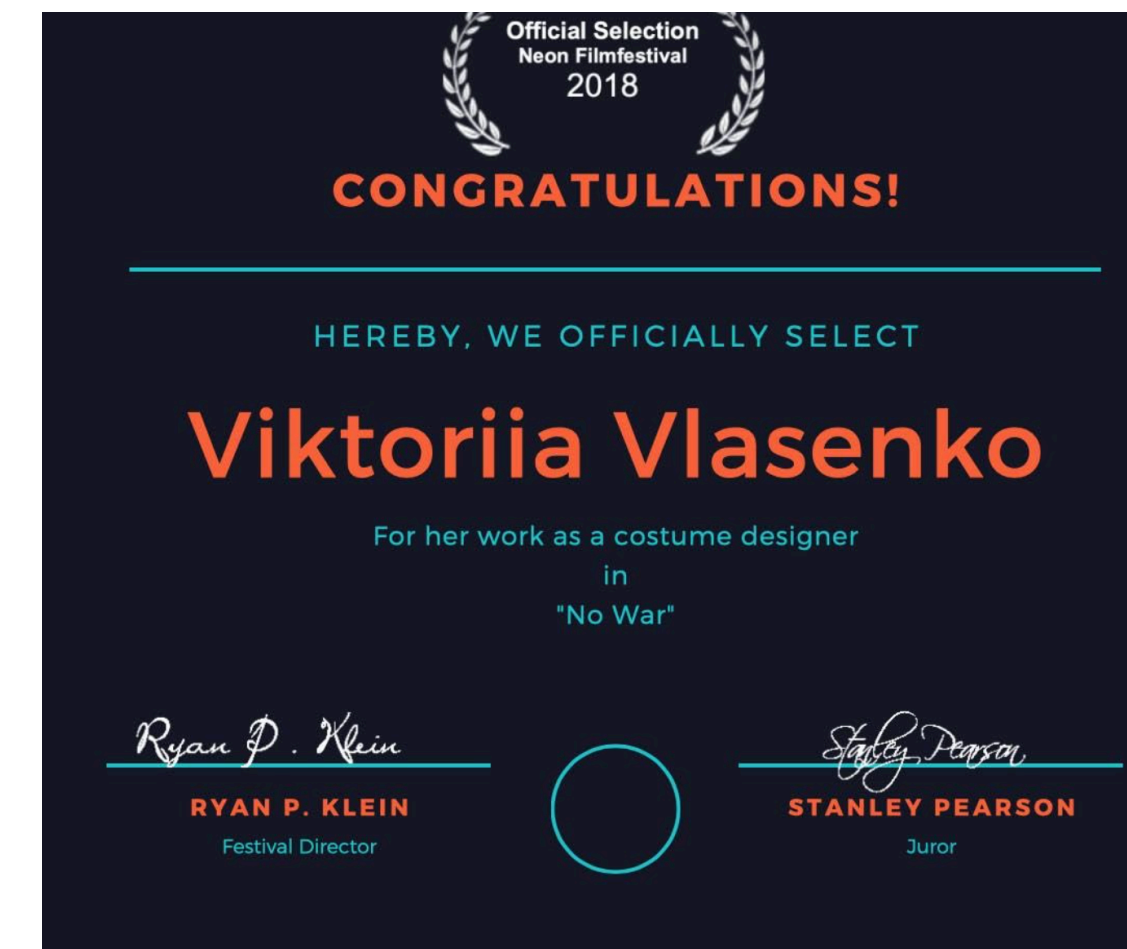 Official Selection
Neon Filmfestival
2018
CONGRATULATIONS!
HEREBY, WE OFFICIALLY SELECT
Viktoriia Vlasenko
For her work as a costume designer
in
"No War"
Ryan P. Klein
Stanley Pearson
RYAN P. KLEIN
STANLEY PEARSON
Festival Director
Juror